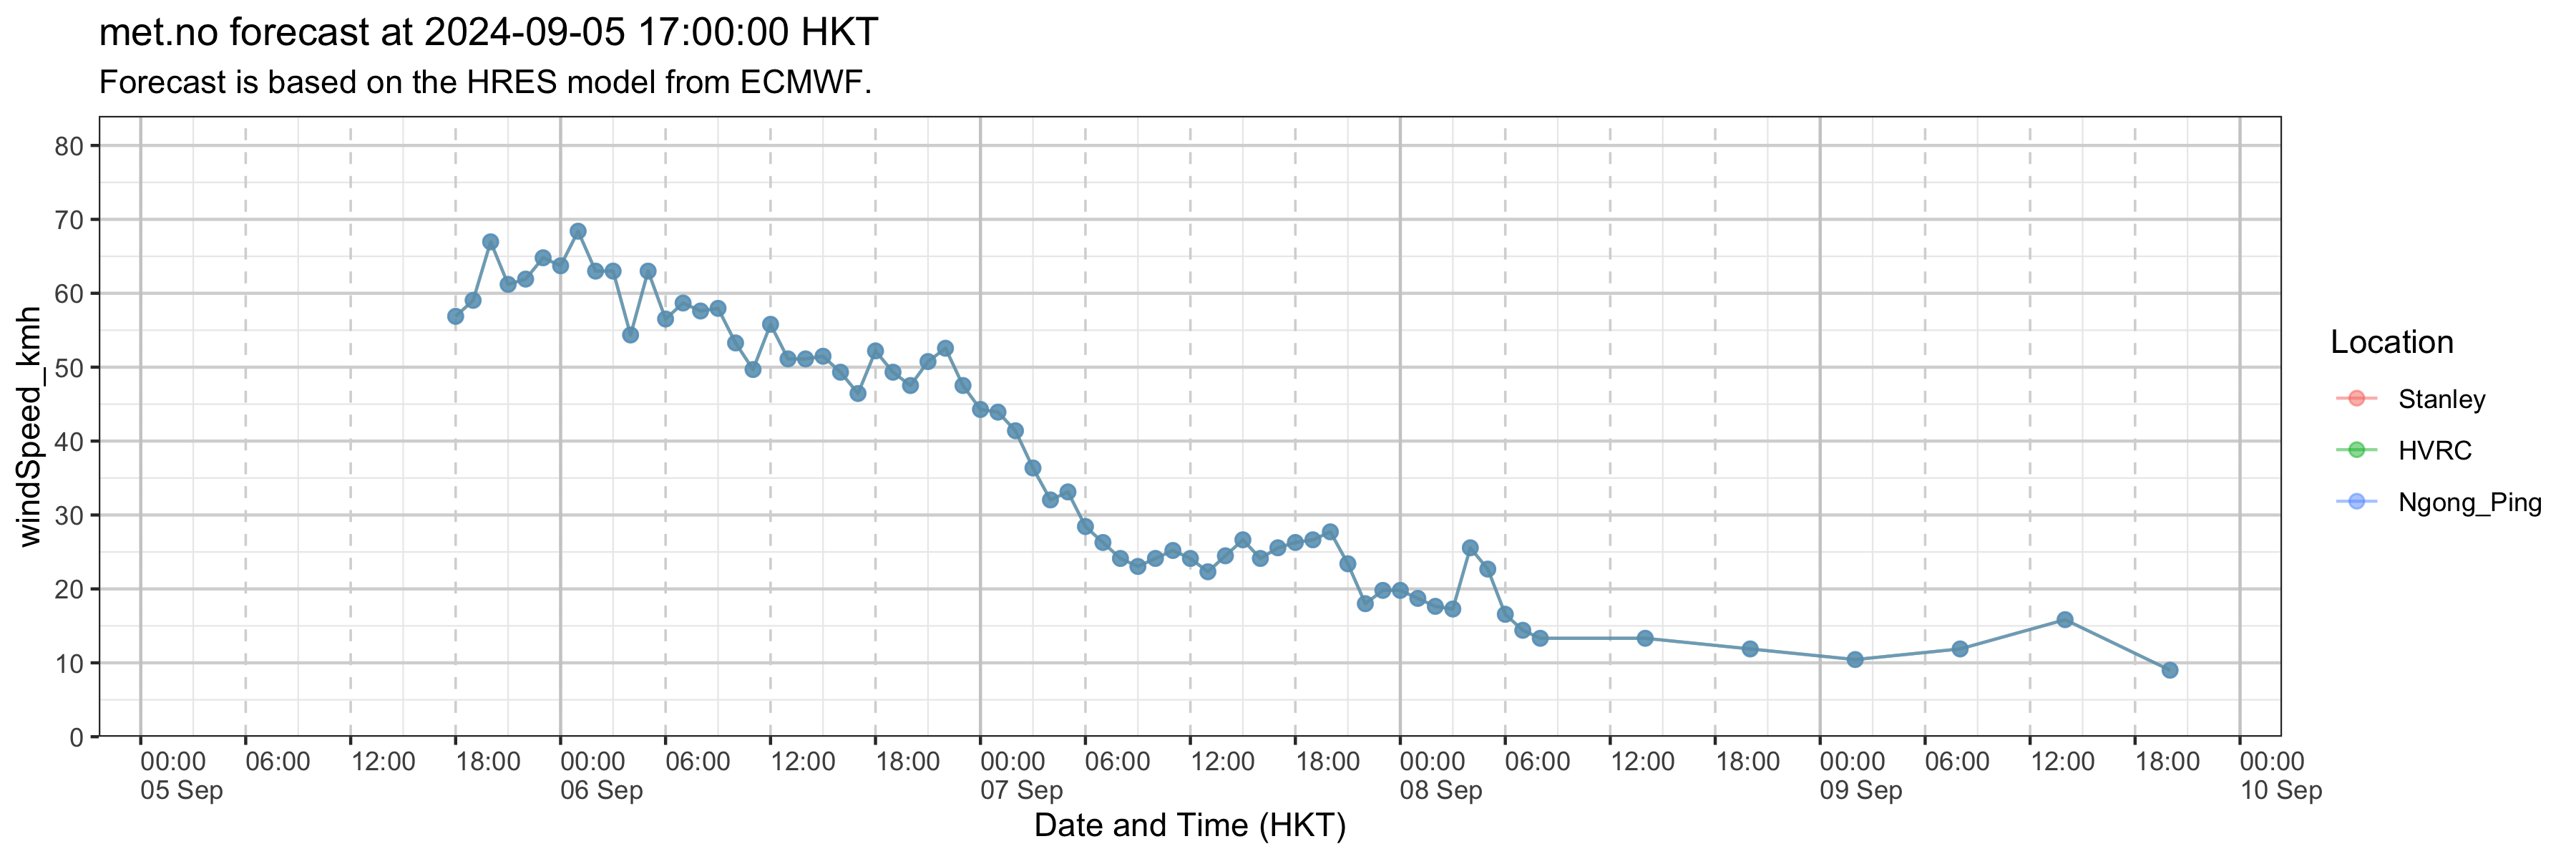 met.no forecast at 2024-09-05 17:00:00 HKT
Forecast is based on the HRES model from ECMWF.
windSpeed_kmh
80
70
60
50
40
30
20
10
0
00:00 06:00 12:00 18:00 00:00 06:00 12:00 18:00 00:00 06:00 12:00 18:00 00:00 06:00 12:00 18:00 00:00 06:00 12:00 18:00 00:00
05 Sep 06 Sep 07 Sep 08 Sep 09 Sep 10 Sep
Date and Time (HKT)
Location
Stanley
HVRC
Ngong_Ping